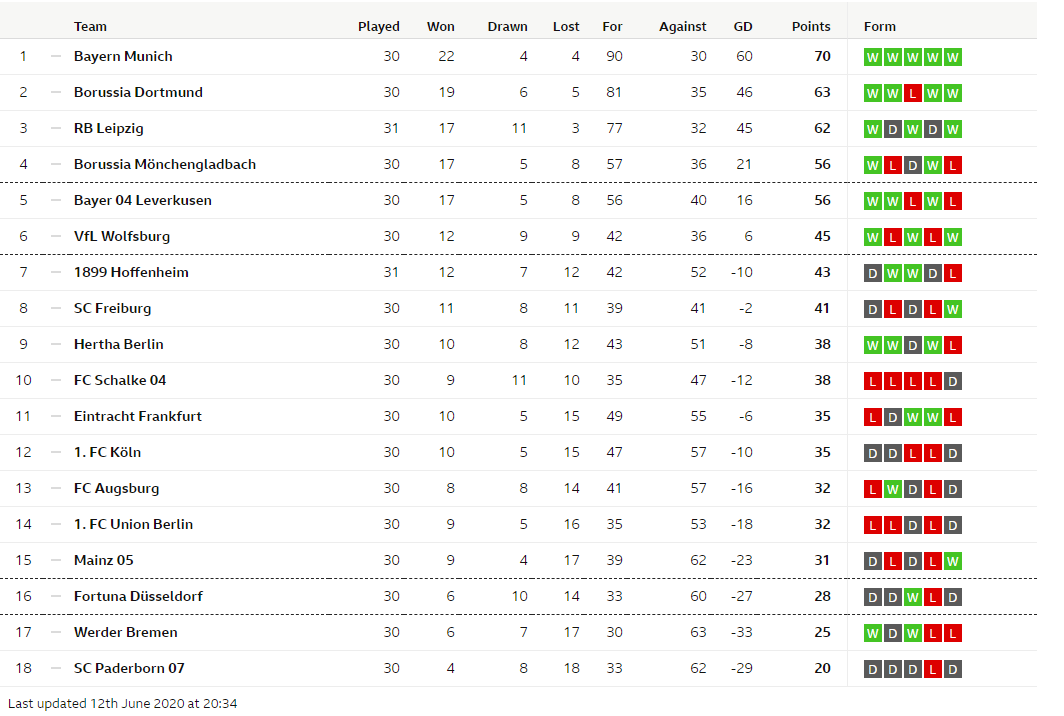 Team Played Won Drawn Lost For Against GD Points Form
1 Bayern Munich 30 22 4 4 90 30 60 70 W W W W W
2 Borussia Dortmund 30 19 6 5 81 35 46 63 W W L W W
3 RB Leipzig 31 17 11 3 77 32 45 62 W D W D W
4 Borussia Mönchengladbach 30 17 5 8 57 36 21 56 W L D W L
5 Bayer 04 Leverkusen 30 17 5 8 56 40 16 56 W W L W L
6 VfL Wolfsburg 30 12 9 9 42 36 6 45 W L W L W
7 1899 Hoffenheim 31 12 7 12 42 52 -10 43 D W W D L
8 SC Freiburg 30 11 8 11 39 41 -2 41 D L D L W
9 Hertha Berlin 30 10 8 12 43 51 -8 38 W W D W L
10 FC Schalke 04 30 9 11 10 35 47 -12 38 L L L L D
11 Eintracht Frankfurt 30 10 5 15 49 55 -6 35 L D W W L
12 1. FC Köln 30 10 5 15 47 57 -10 35 D D L L D
13 FC Augsburg 30 8 8 14 41 57 -16 32 L W D L D
14 1. FC Union Berlin 30 9 5 16 35 53 -18 32 L L D L D
15 Mainz 05 30 9 4 17 39 62 -23 31 D L D L W
16 Fortuna Düsseldorf 30 6 10 14 33 60 -27 28 D D W L D
17 Werder Bremen 30 6 7 17 30 63 -33 25 W D W L L
18 SC Paderborn 07 30 4 8 18 33 62 -29 20 D D D L D
Last updated 12th June 2020 at 20:34